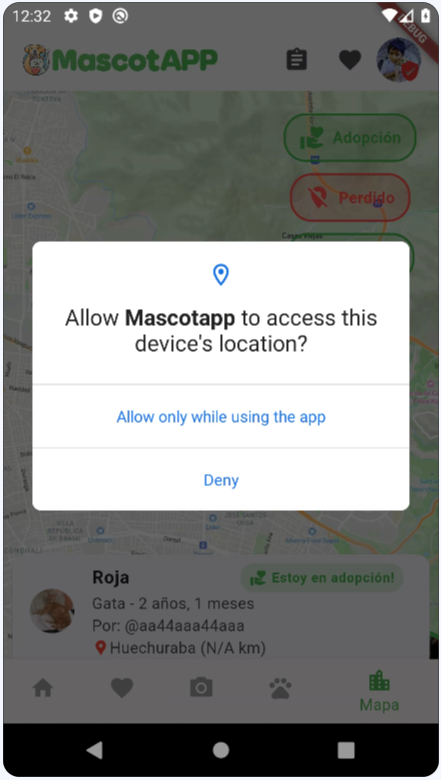 12:32
BUG
MascotAPP
Adopción
Perdido
Allow Mascotapp to access this
device's location?
Allow only while using the app
Deny
Roja
Estoy en adopción!
Gata - 2 años, 1 meses
Por: @aa44aaa44aaa
Huechuraba (N/A km)
Mapa